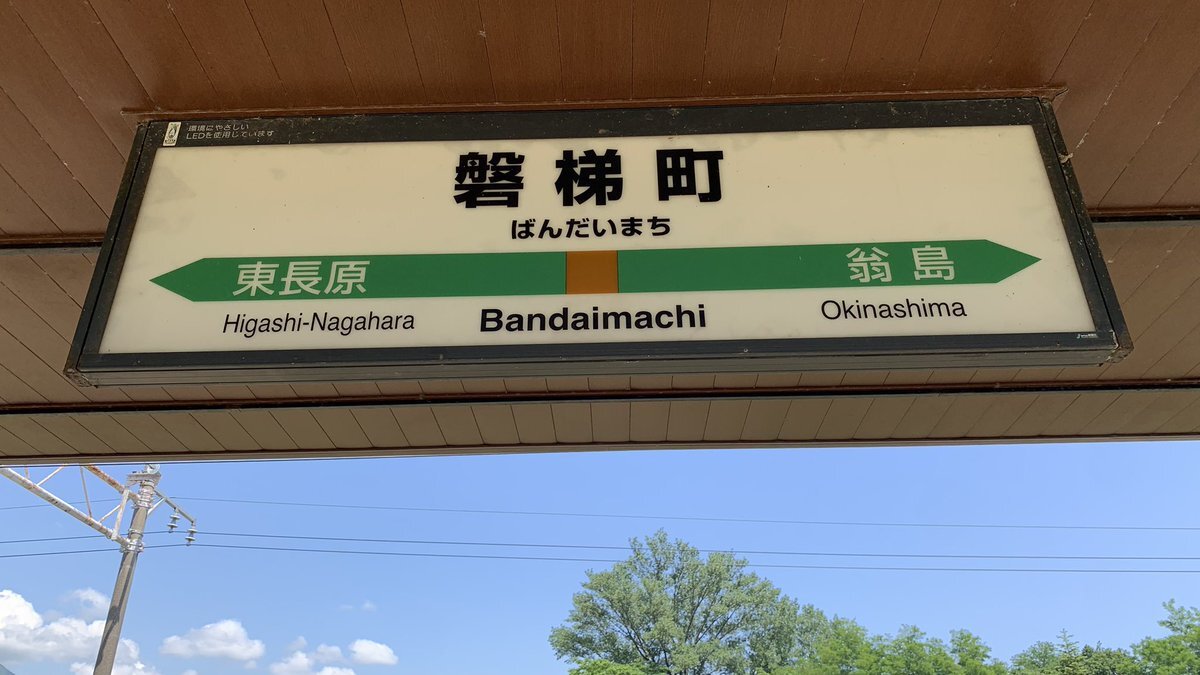 環境にやさしい
LEDを使用しています
磐梯町
ばんだいまち
東長原
翁島
Higashi-Nagahara
Bandaimachi
Okinashima